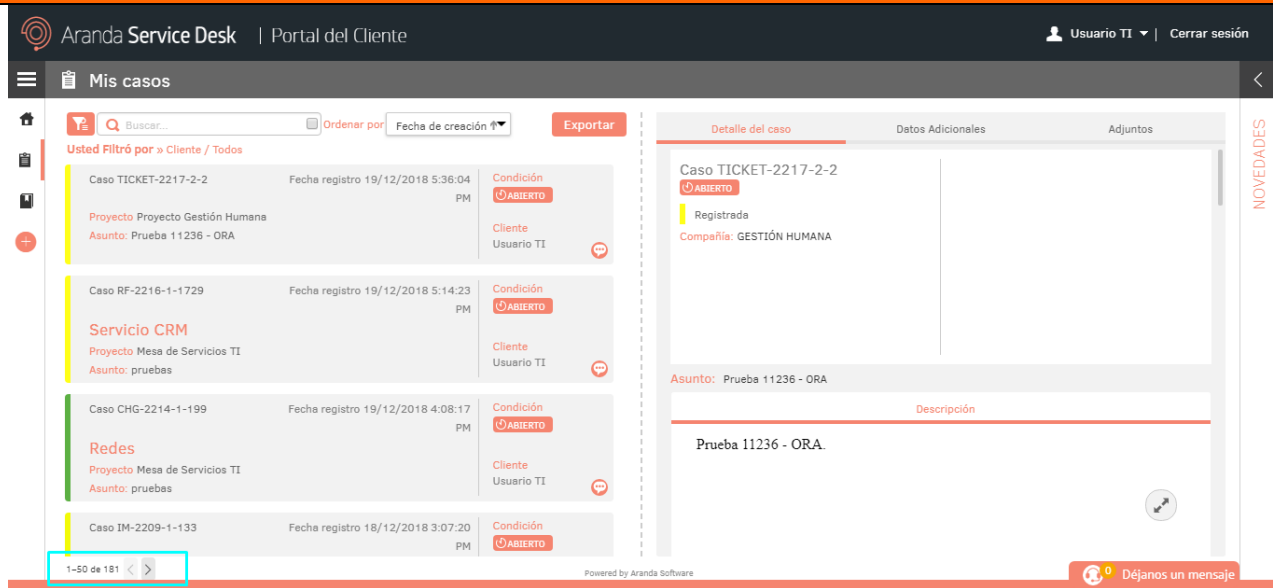 Aranda Service Desk | Portal del Cliente
Usuario TI | Cerrar sesión
Mis casos
Buscar...
Ordenar por
Fecha de creación
Exportar
Usted Filtró por » Cliente / Todos
Caso TICKET-2217-2-2
Fecha registro 19/12/2018 5:36:04
PM
Condición
ABIERTO
Proyecto Proyecto Gestión Humana
Asunto: Prueba 11236 - ORA
Cliente
Usuario TI
Caso RF-2216-1-1729
Fecha registro 19/12/2018 5:14:23
PM
Condición
ABIERTO
Servicio CRM
Proyecto Mesa de Servicios TI
Asunto: pruebas
Cliente
Usuario TI
Caso CHG-2214-1-199
Fecha registro 19/12/2018 4:08:17
PM
Condición
ABIERTO
Redes
Proyecto Mesa de Servicios TI
Asunto: pruebas
Cliente
Usuario TI
Caso IM-2209-1-133
Fecha registro 18/12/2018 3:07:20
PM
Condición
ABIERTO
1-50 de 181
Detalle del caso
Datos Adicionales
Adjuntos
Caso TICKET-2217-2-2
ABIERTO
Registrada
Compañía: GESTIÓN HUMANA
Asunto: Prueba 11236 - ORA
Descripción
Prueba 11236 - ORA.
NOVEDADES
Powered by Aranda Software
0
Déjanos un mensaje